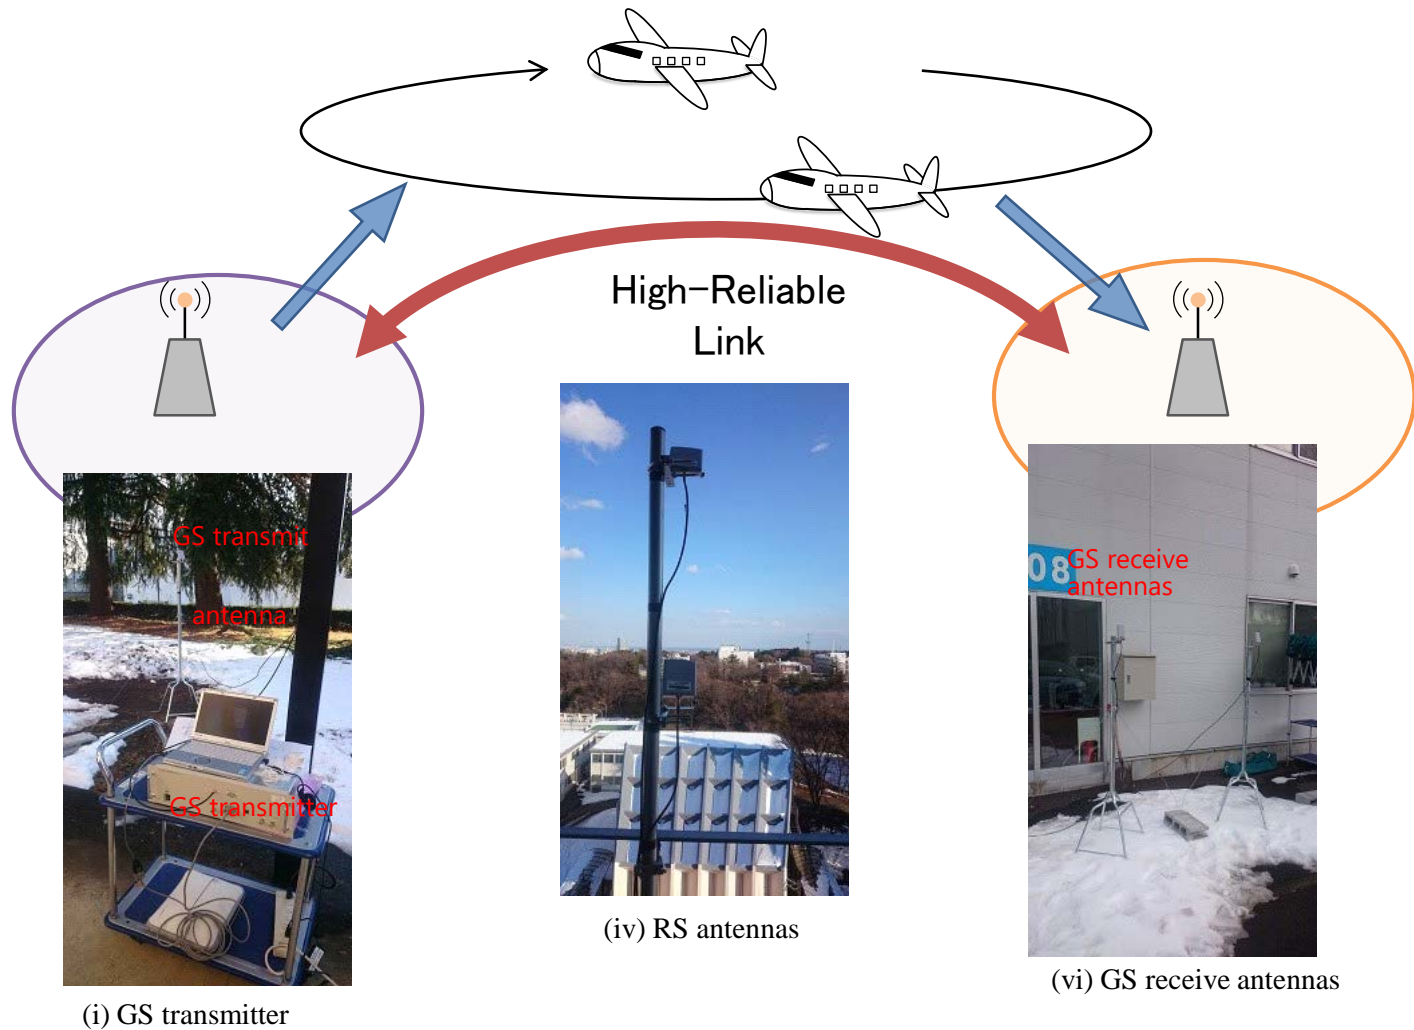 High-Reliable
Link
GS transmit
antenna
GS transmitter
(i) GS transmitter
(iv) RS antennas
08
GS receive
antennas
(vi) GS receive antennas